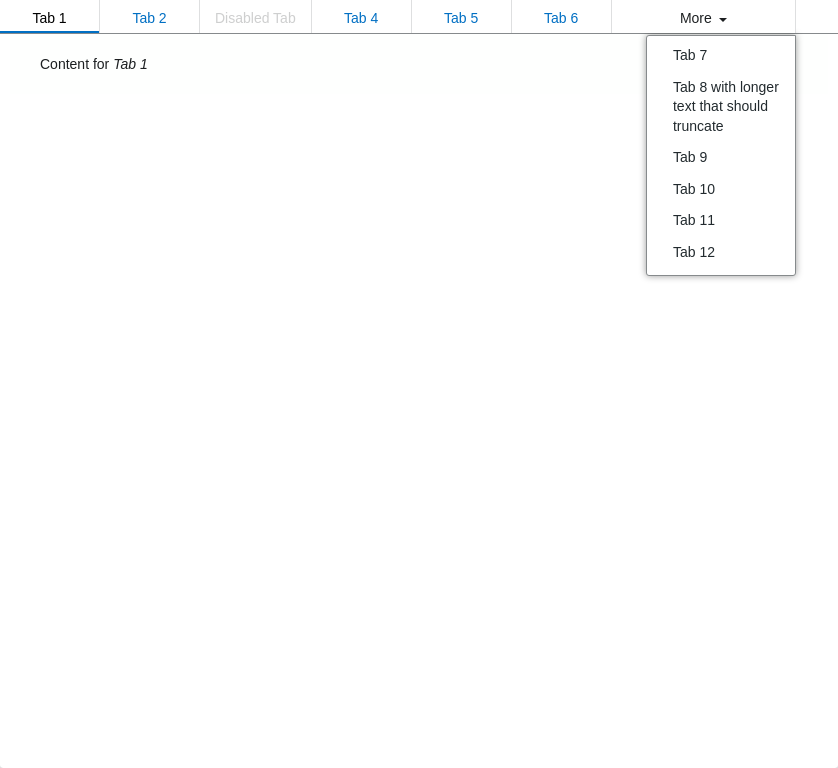 Tab 1
Tab 2
Disabled Tab
Tab 4
Tab 5
Tab 6
More
Content for Tab 1
Tab 7
Tab 8 with longer
text that should
truncate
Tab 9
Tab 10
Tab 11
Tab 12